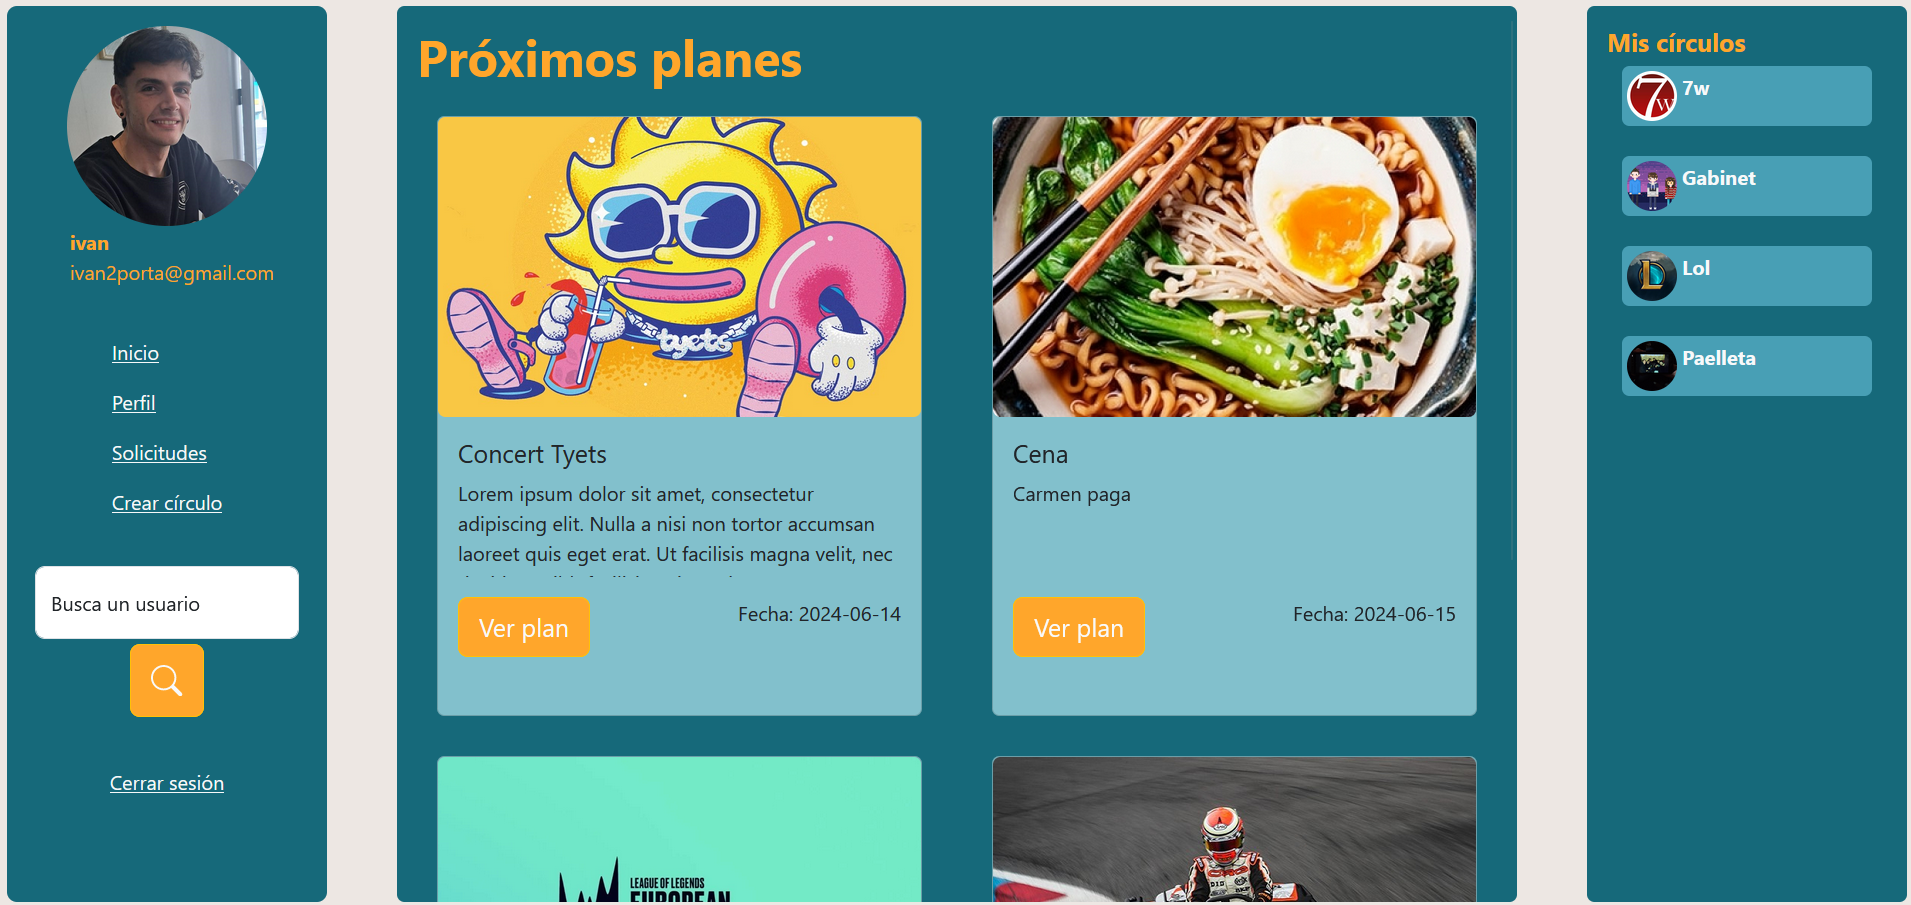 ivan
ivan2porta@gmail.com
Inicio
Perfil
Solicitudes
Crear círculo
Busca un usuario
Cerrar sesión
Próximos planes
tyets
Concert Tyets
Lorem ipsum dolor sit amet, consectetur
adipiscing elit. Nulla a nisi non tortor accumsan
laoreet quis eget erat. Ut facilisis magna velit, nec
Ver plan
Fecha: 2024-06-14
Cena
Carmen paga
Ver plan
Fecha: 2024-06-15
LEAGUE OF LEGENDS
EUROPEAN
Mis círculos
7w
7w
Gabinet
L
Lol
Paelleta